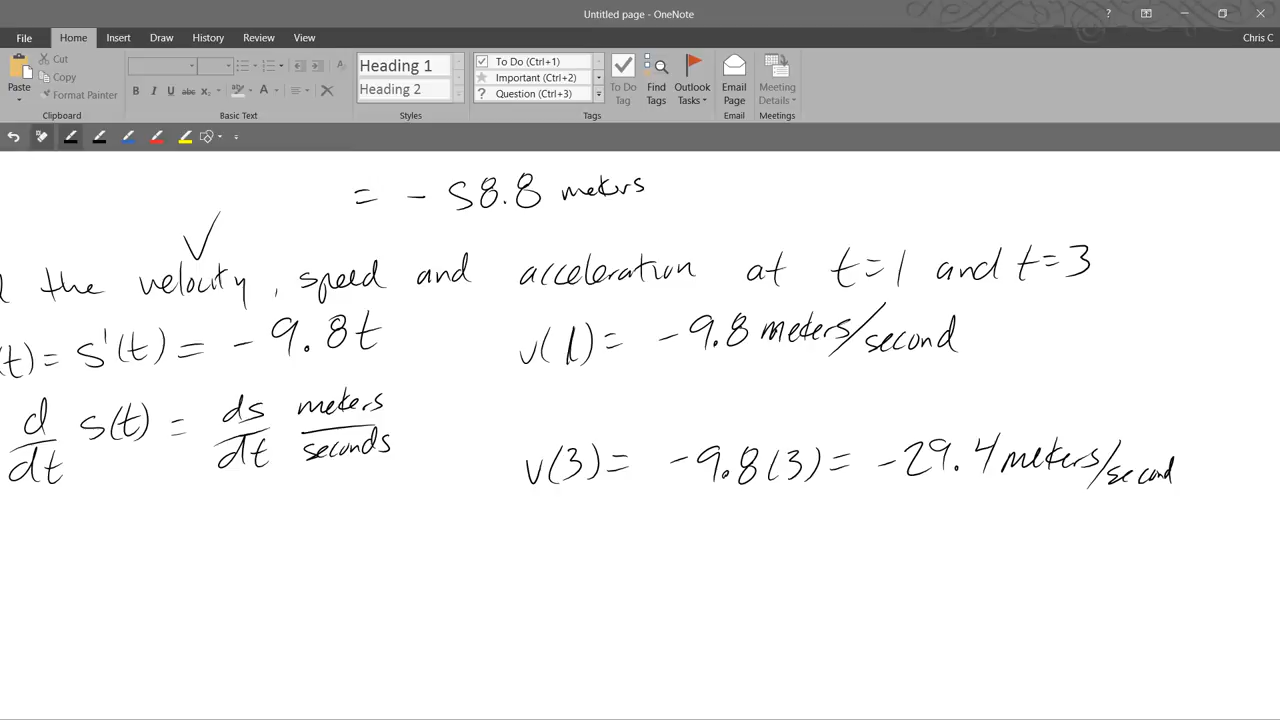 Untitled page - OneNote
File Home Insert Draw History Review View Chris C
Cut
Copy
Format Painter
Paste
Clipboard
B I U abc x₂ A
Basic Text
Heading 1
Heading 2
Styles
To Do (Ctrl+1)
Important (Ctrl+2)
Question (Ctrl+3)
To Do Tag
Find Tags
Outlook Tasks
Tags
Email Page
Email
Meeting Details
Meetings
= - 58.8 meters
the velocity, speed and acceleration at t=1 and t=3
(t) = s'(t) = - 9.8t
v(1) = -9.8 meters/second
d/dt s(t) = ds/dt meters/seconds
v(3) = -9.8(3) = -29.4 meters/second